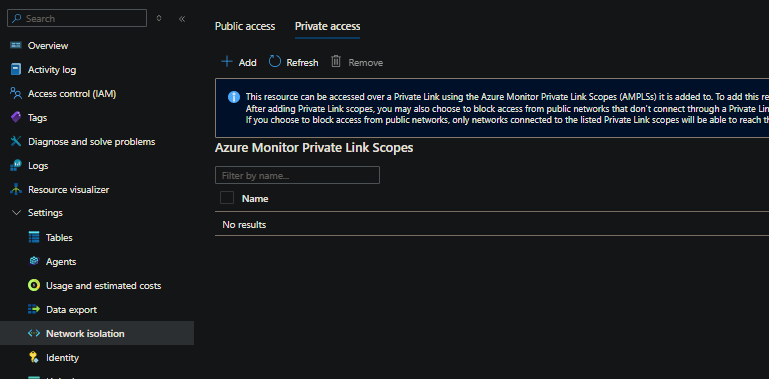 Search
Overview
Activity log
Access control (IAM)
Tags
Diagnose and solve problems
Logs
Resource visualizer
Settings
Tables
Agents
Usage and estimated costs
Data export
Network isolation
Identity
Public access
Private access
Add
Refresh
Remove
This resource can be accessed over a Private Link using the Azure Monitor Private Link Scopes (AMPLSs) it is added to. To add this re
After adding Private Link scopes, you may also choose to block access from public networks that don't connect through a Private Lin
If you choose to block access from public networks, only networks connected to the listed Private Link scopes will be able to reach th
Azure Monitor Private Link Scopes
Filter by name...
Name
No results